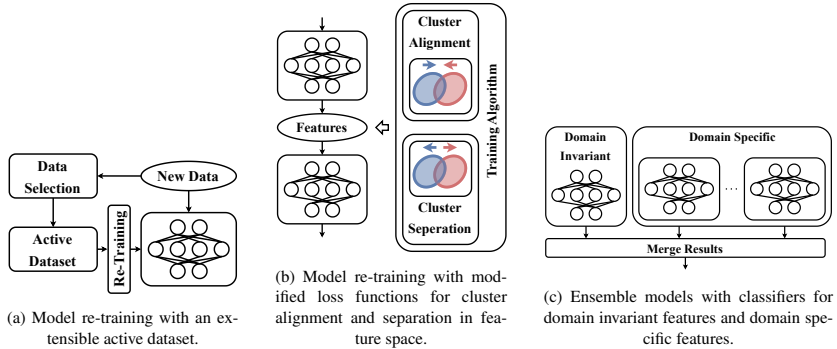 Data
Selection
New Data
Active
Dataset
Re-Training
(a) Model re-training with an ex-
tensible active dataset.
Features
Cluster
Alignment
Cluster
Seperation
Training Algorithm
(b) Model re-training with mod-
ified loss functions for cluster
alignment and separation in fea-
ture space.
Domain
Invariant
Domain Specific
...
Merge Results
(c) Ensemble models with classifiers for
domain invariant features and domain spe-
cific features.